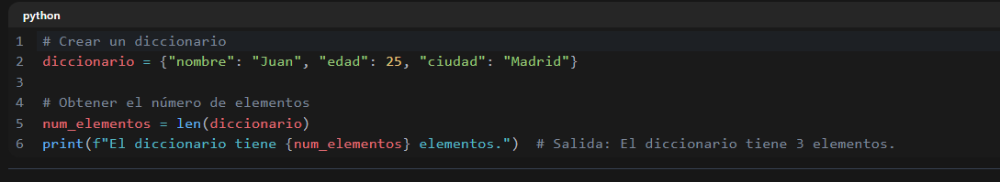 python
1 # Crear un diccionario
2 diccionario = {"nombre": "Juan", "edad": 25, "ciudad": "Madrid"}
3
4 # Obtener el número de elementos
5 num_elementos = len(diccionario)
6 print(f"El diccionario tiene {num_elementos} elementos.")  # Salida: El diccionario tiene 3 elementos.